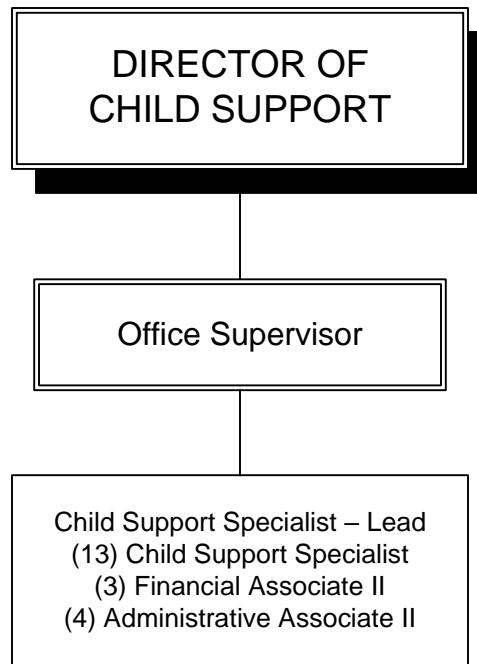 DIRECTOR OF
CHILD SUPPORT
Office Supervisor
Child Support Specialist – Lead
(13) Child Support Specialist
(3) Financial Associate II
(4) Administrative Associate II